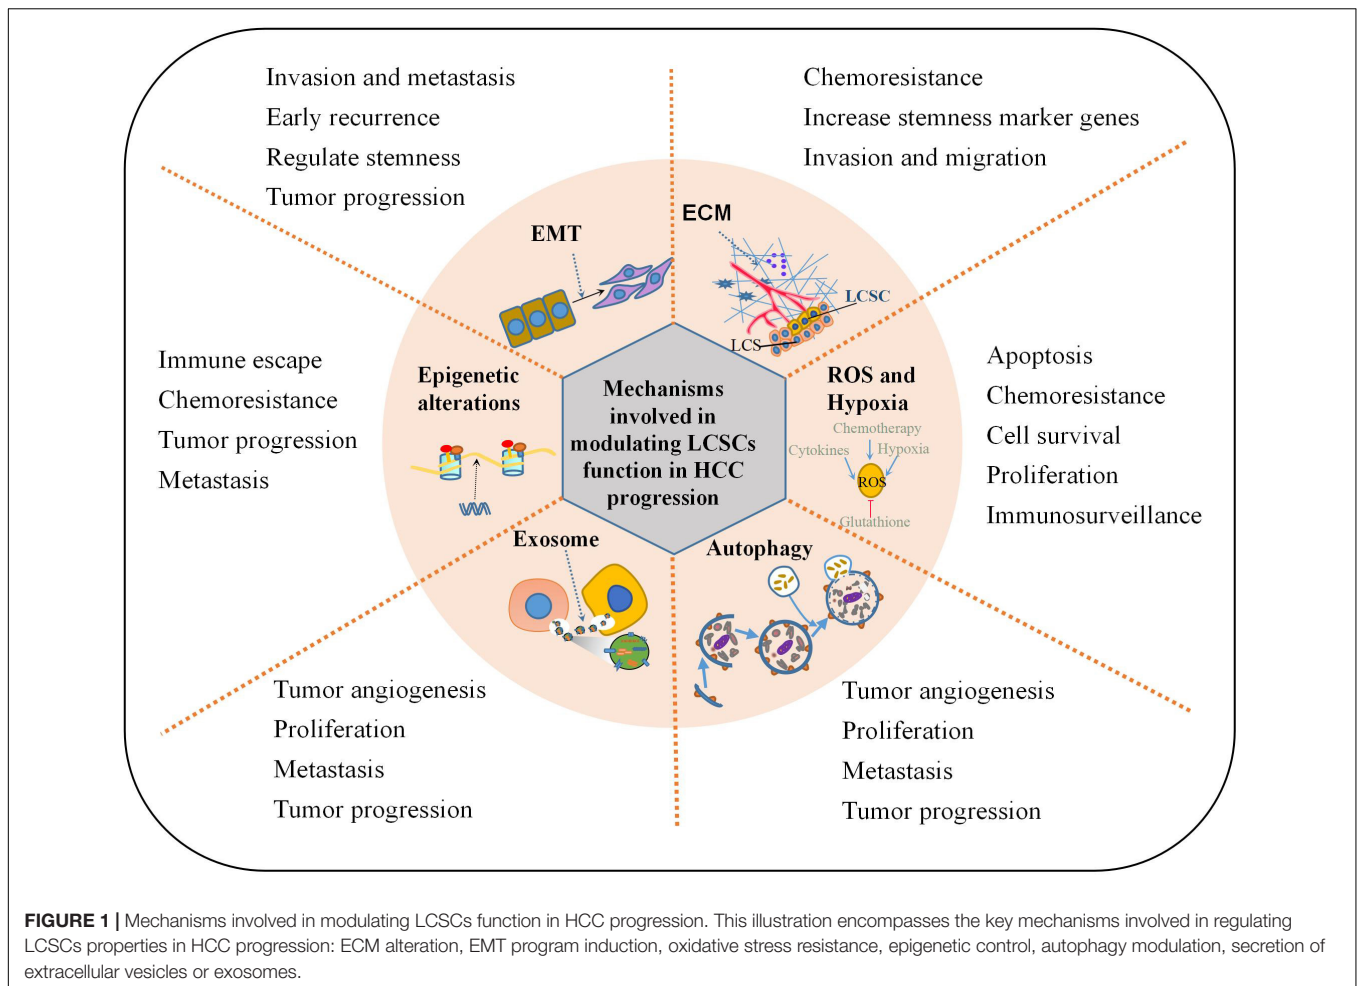 Invasion and metastasis
Early recurrence
Regulate stemness
Tumor progression
EMT
Chemoresistance
Increase stemness marker genes
Invasion and migration
ECM
LCSC
LCS
Immune escape
Chemoresistance
Tumor progression
Metastasis
Epigenetic
alterations
Mechanisms
involved in
modulating LCSCs
function in HCC
progression
ROS and
Hypoxia
Chemotherapy
Cytokines
Hypoxia
ROS
Glutathione
Apoptosis
Chemoresistance
Cell survival
Proliferation
Immunosurveillance
Exosome
Tumor angiogenesis
Proliferation
Metastasis
Tumor progression
Autophagy
Tumor angiogenesis
Proliferation
Metastasis
Tumor progression
FIGURE 1 | Mechanisms involved in modulating LCSCs function in HCC progression. This illustration encompasses the key mechanisms involved in regulating
LCSCs properties in HCC progression: ECM alteration, EMT program induction, oxidative stress resistance, epigenetic control, autophagy modulation, secretion of
extracellular vesicles or exosomes.